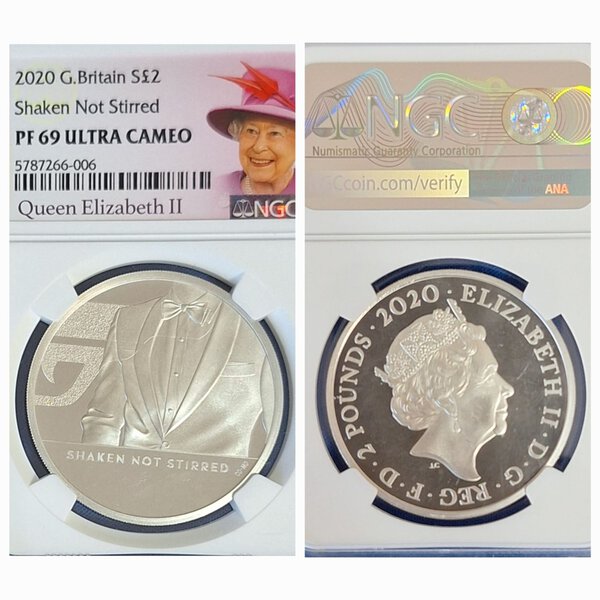 2020 G.Britain S£2
Shaken Not Stirred
PF 69 ULTRA CAMEO
5787266-006
Queen Elizabeth II NGC
SHAKEN NOT STIRRED
NGC
Numismatic Guaranty Corporation
NGCcoin.com/verify
ANA
2 POUNDS · 2020 · ELIZABETH II · D · G · REG · F · D ·
J.C